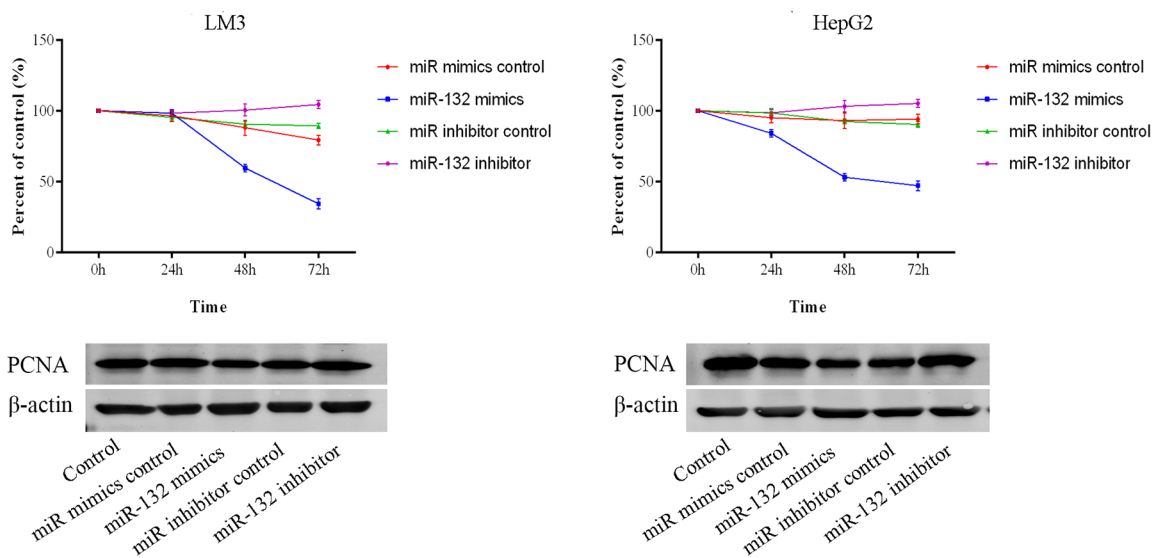 LM3
Percent of control (%)
150
100
50
0
0h
24h
48h
72h
Time
miR mimics control
miR-132 mimics
miR inhibitor control
miR-132 inhibitor
HepG2
Percent of control (%)
150
100
50
0
0h
24h
48h
72h
Time
miR mimics control
miR-132 mimics
miR inhibitor control
miR-132 inhibitor
PCNA
β-actin
Control
miR mimics control
miR-132 mimics
miR inhibitor control
miR-132 inhibitor
PCNA
β-actin
Control
miR mimics control
miR-132 mimics
miR inhibitor control
miR-132 inhibitor